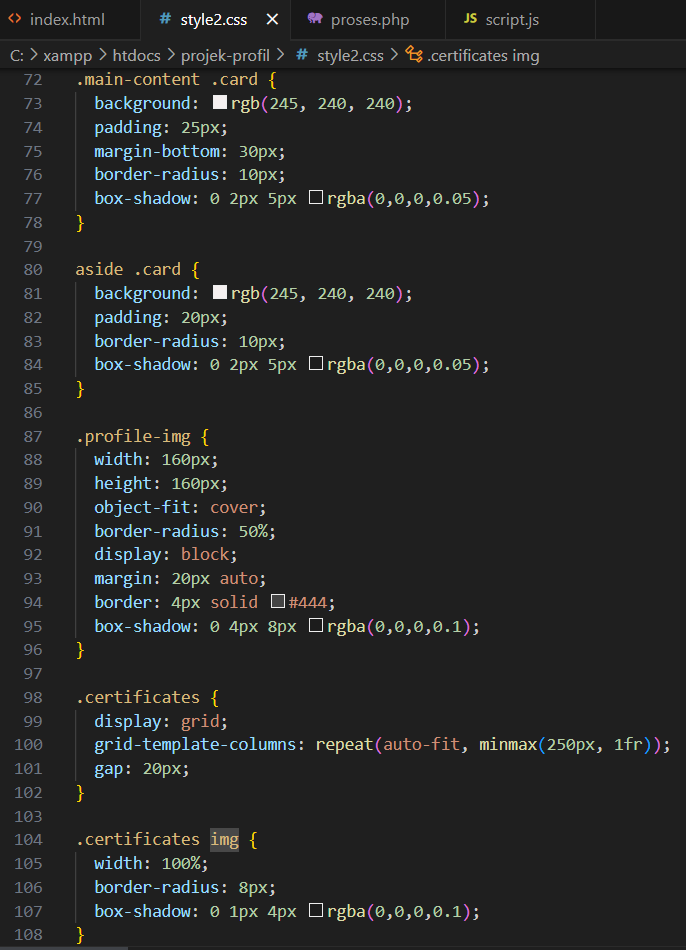 index.html style2.css proses.php JS script.js
C: > xampp > htdocs > projek-profil > # style2.css > .certificates img
72 .main-content .card {
73 background: rgb(245, 240, 240);
74 padding: 25px;
75 margin-bottom: 30px;
76 border-radius: 10px;
77 box-shadow: 0 2px 5px rgba(0,0,0,0.05);
78 }
79
80 aside .card {
81 background: rgb(245, 240, 240);
82 padding: 20px;
83 border-radius: 10px;
84 box-shadow: 0 2px 5px rgba(0,0,0,0.05);
85 }
86
87 .profile-img {
88 width: 160px;
89 height: 160px;
90 object-fit: cover;
91 border-radius: 50%;
92 display: block;
93 margin: 20px auto;
94 border: 4px solid #444;
95 box-shadow: 0 4px 8px rgba(0,0,0,0.1);
96 }
97
98 .certificates {
99 display: grid;
100 grid-template-columns: repeat(auto-fit, minmax(250px, 1fr));
101 gap: 20px;
102 }
103
104 .certificates img {
105 width: 100%;
106 border-radius: 8px;
107 box-shadow: 0 1px 4px rgba(0,0,0,0.1);
108 }